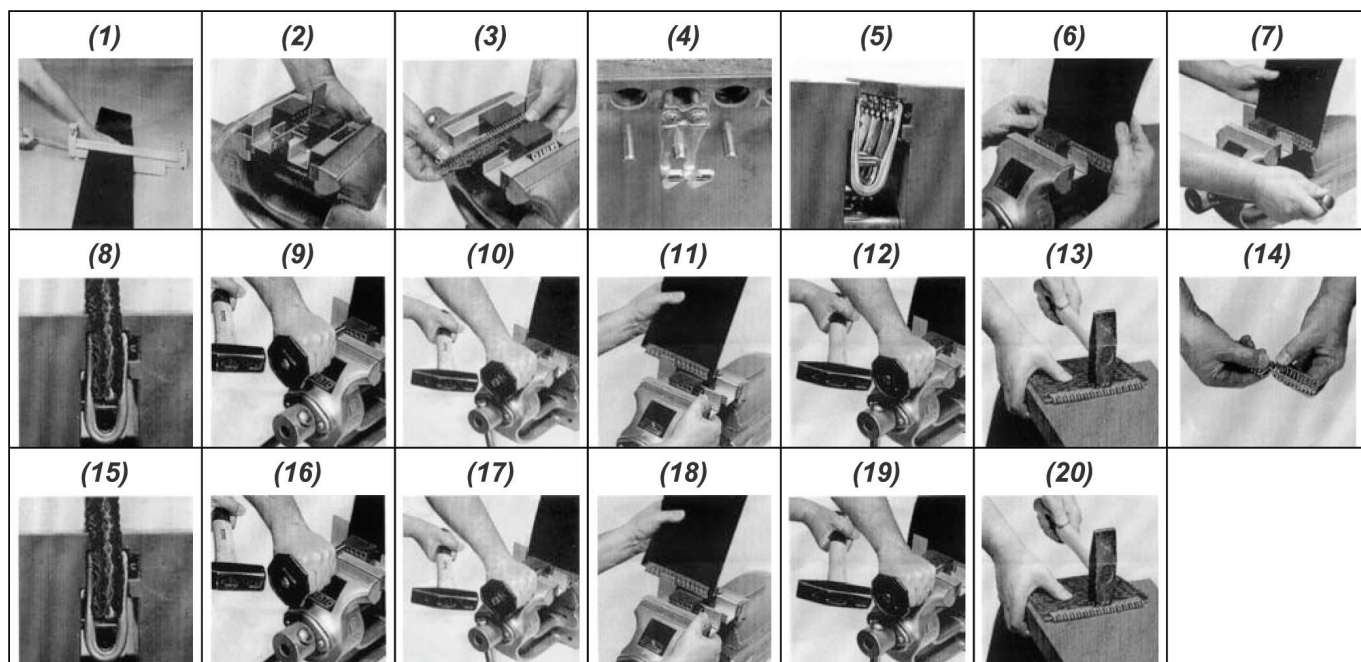 (1) (2) (3) (4) (5) (6) (7)
(8) (9) (10) (11) (12) (13) (14)
(15) (16) (17) (18) (19) (20)